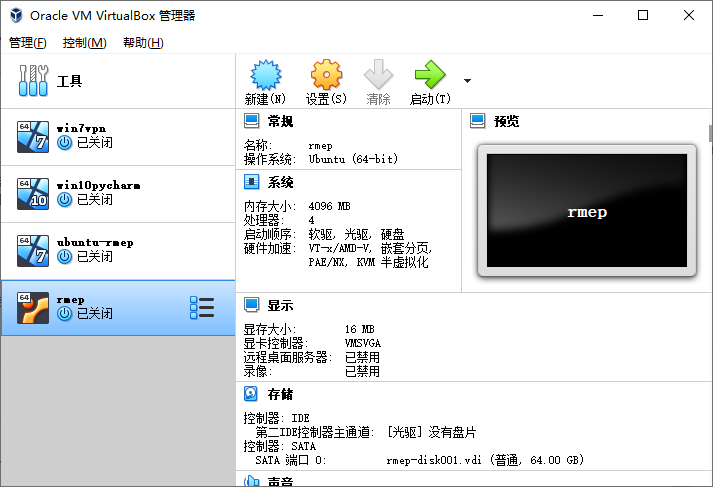 Oracle VM VirtualBox 管理器
管理(F) 控制(M) 帮助(H)
工具
新建(N) 设置(S) 清除 启动(T)
64 7 win7vpn
已关闭
64 10 win10pycharm
已关闭
64 7 ubuntu-rmep
已关闭
64 rmep
已关闭
常规
名称: rmep
操作系统: Ubuntu (64-bit)
系统
内存大小: 4096 MB
处理器: 4
启动顺序: 软驱, 光驱, 硬盘
硬件加速: VT-x/AMD-V, 嵌套分页,
PAE/NX, KVM 半虚拟化
预览
rmep
显示
显存大小: 16 MB
显卡控制器: VMSVGA
远程桌面服务器: 已禁用
录像: 已禁用
存储
控制器: IDE
第二IDE控制器主通道: [光驱] 没有盘片
控制器: SATA
SATA 端口 0: rmep-disk001.vdi (普通, 64.00 GB)
声音